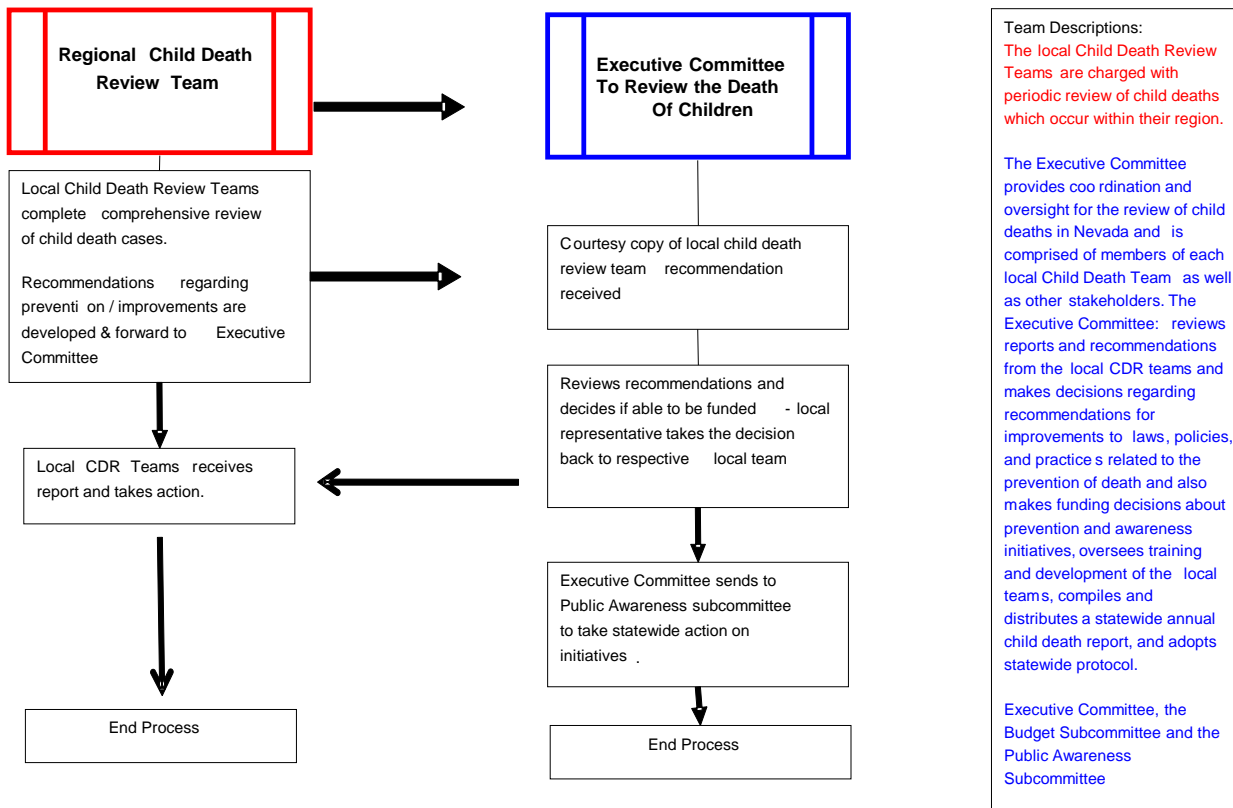 Regional Child Death
Review Team
Executive Committee
To Review the Death
Of Children
Local Child Death Review Teams
complete comprehensive review
of child death cases.
Recommendations regarding
preventi on / improvements are
developed & forward to Executive
Committee
Courtesy copy of local child death
review team recommendation
received
Reviews recommendations and
decides if able to be funded - local
representative takes the decision
back to respective local team
Local CDR Teams receives
report and takes action.
Executive Committee sends to
Public Awareness subcommittee
to take statewide action on
initiatives .
End Process
End Process
Team Descriptions:
The local Child Death Review
Teams are charged with
periodic review of child deaths
which occur within their region.
The Executive Committee
provides coo rdination and
oversight for the review of child
deaths in Nevada and is
comprised of members of each
local Child Death Team as well
as other stakeholders. The
Executive Committee: reviews
reports and recommendations
from the local CDR teams and
makes decisions regarding
recommendations for
improvements to laws, policies,
and practice s related to the
prevention of death and also
makes funding decisions about
prevention and awareness
initiatives, oversees training
and development of the local
teams, compiles and
distributes a statewide annual
child death report, and adopts
statewide protocol.
Executive Committee, the
Budget Subcommittee and the
Public Awareness
Subcommittee